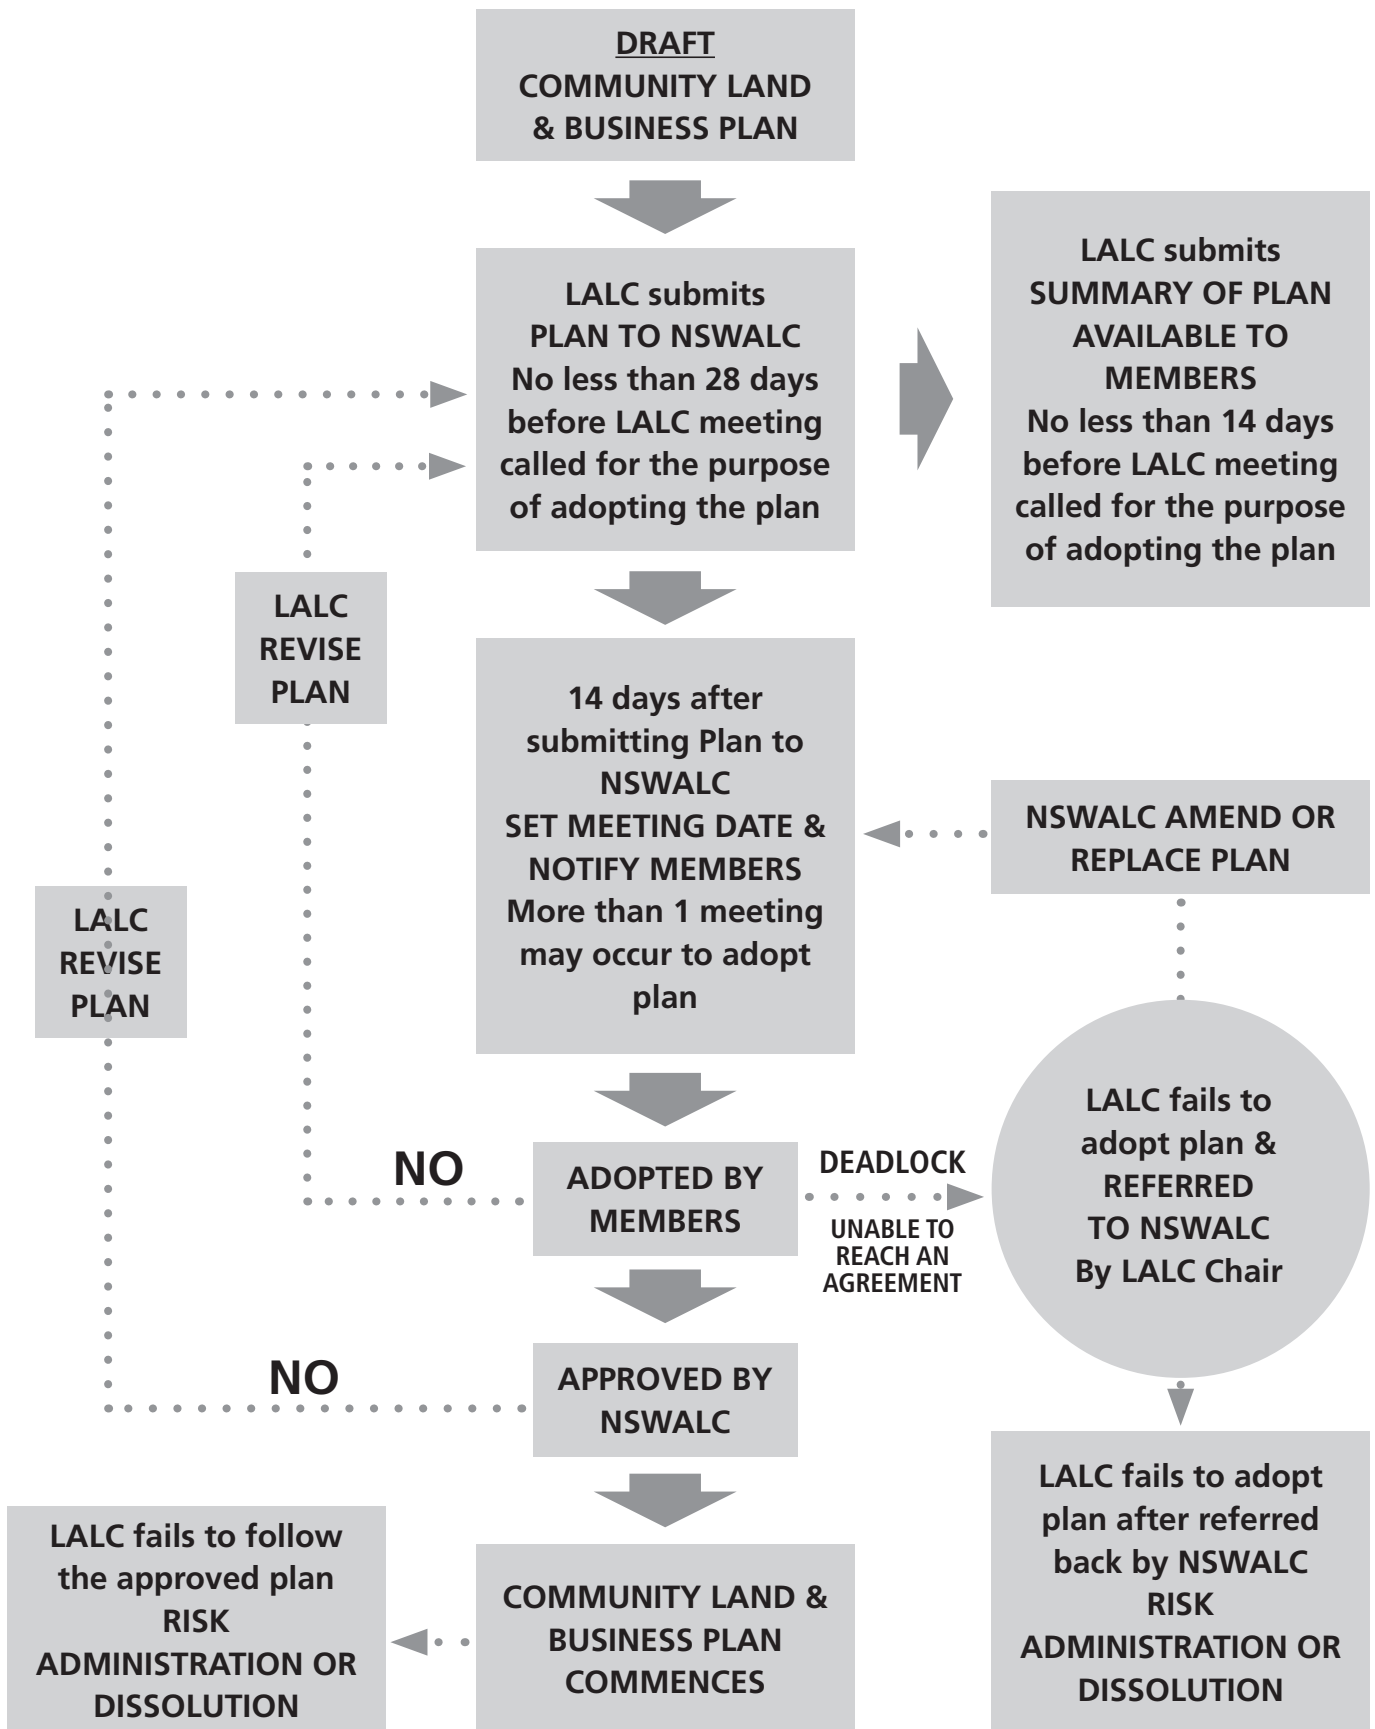 DRAFT
COMMUNITY LAND
& BUSINESS PLAN
LALC submits
PLAN TO NSWALC
No less than 28 days
before LALC meeting
called for the purpose
of adopting the plan
LALC submits
SUMMARY OF PLAN
AVAILABLE TO
MEMBERS
No less than 14 days
before LALC meeting
called for the purpose
of adopting the plan
LALC
REVISE
PLAN
14 days after
submitting Plan to
NSWALC
SET MEETING DATE &
NOTIFY MEMBERS
More than 1 meeting
may occur to adopt
plan
NSWALC AMEND OR
REPLACE PLAN
LALC
REVISE
PLAN
NO
ADOPTED BY
MEMBERS
DEADLOCK
UNABLE TO
REACH AN
AGREEMENT
LALC fails to
adopt plan &
REFERRED
TO NSWALC
By LALC Chair
NO
APPROVED BY
NSWALC
LALC fails to follow
the approved plan
RISK
ADMINISTRATION OR
DISSOLUTION
COMMUNITY LAND &
BUSINESS PLAN
COMMENCES
LALC fails to adopt
plan after referred
back by NSWALC
RISK
ADMINISTRATION OR
DISSOLUTION